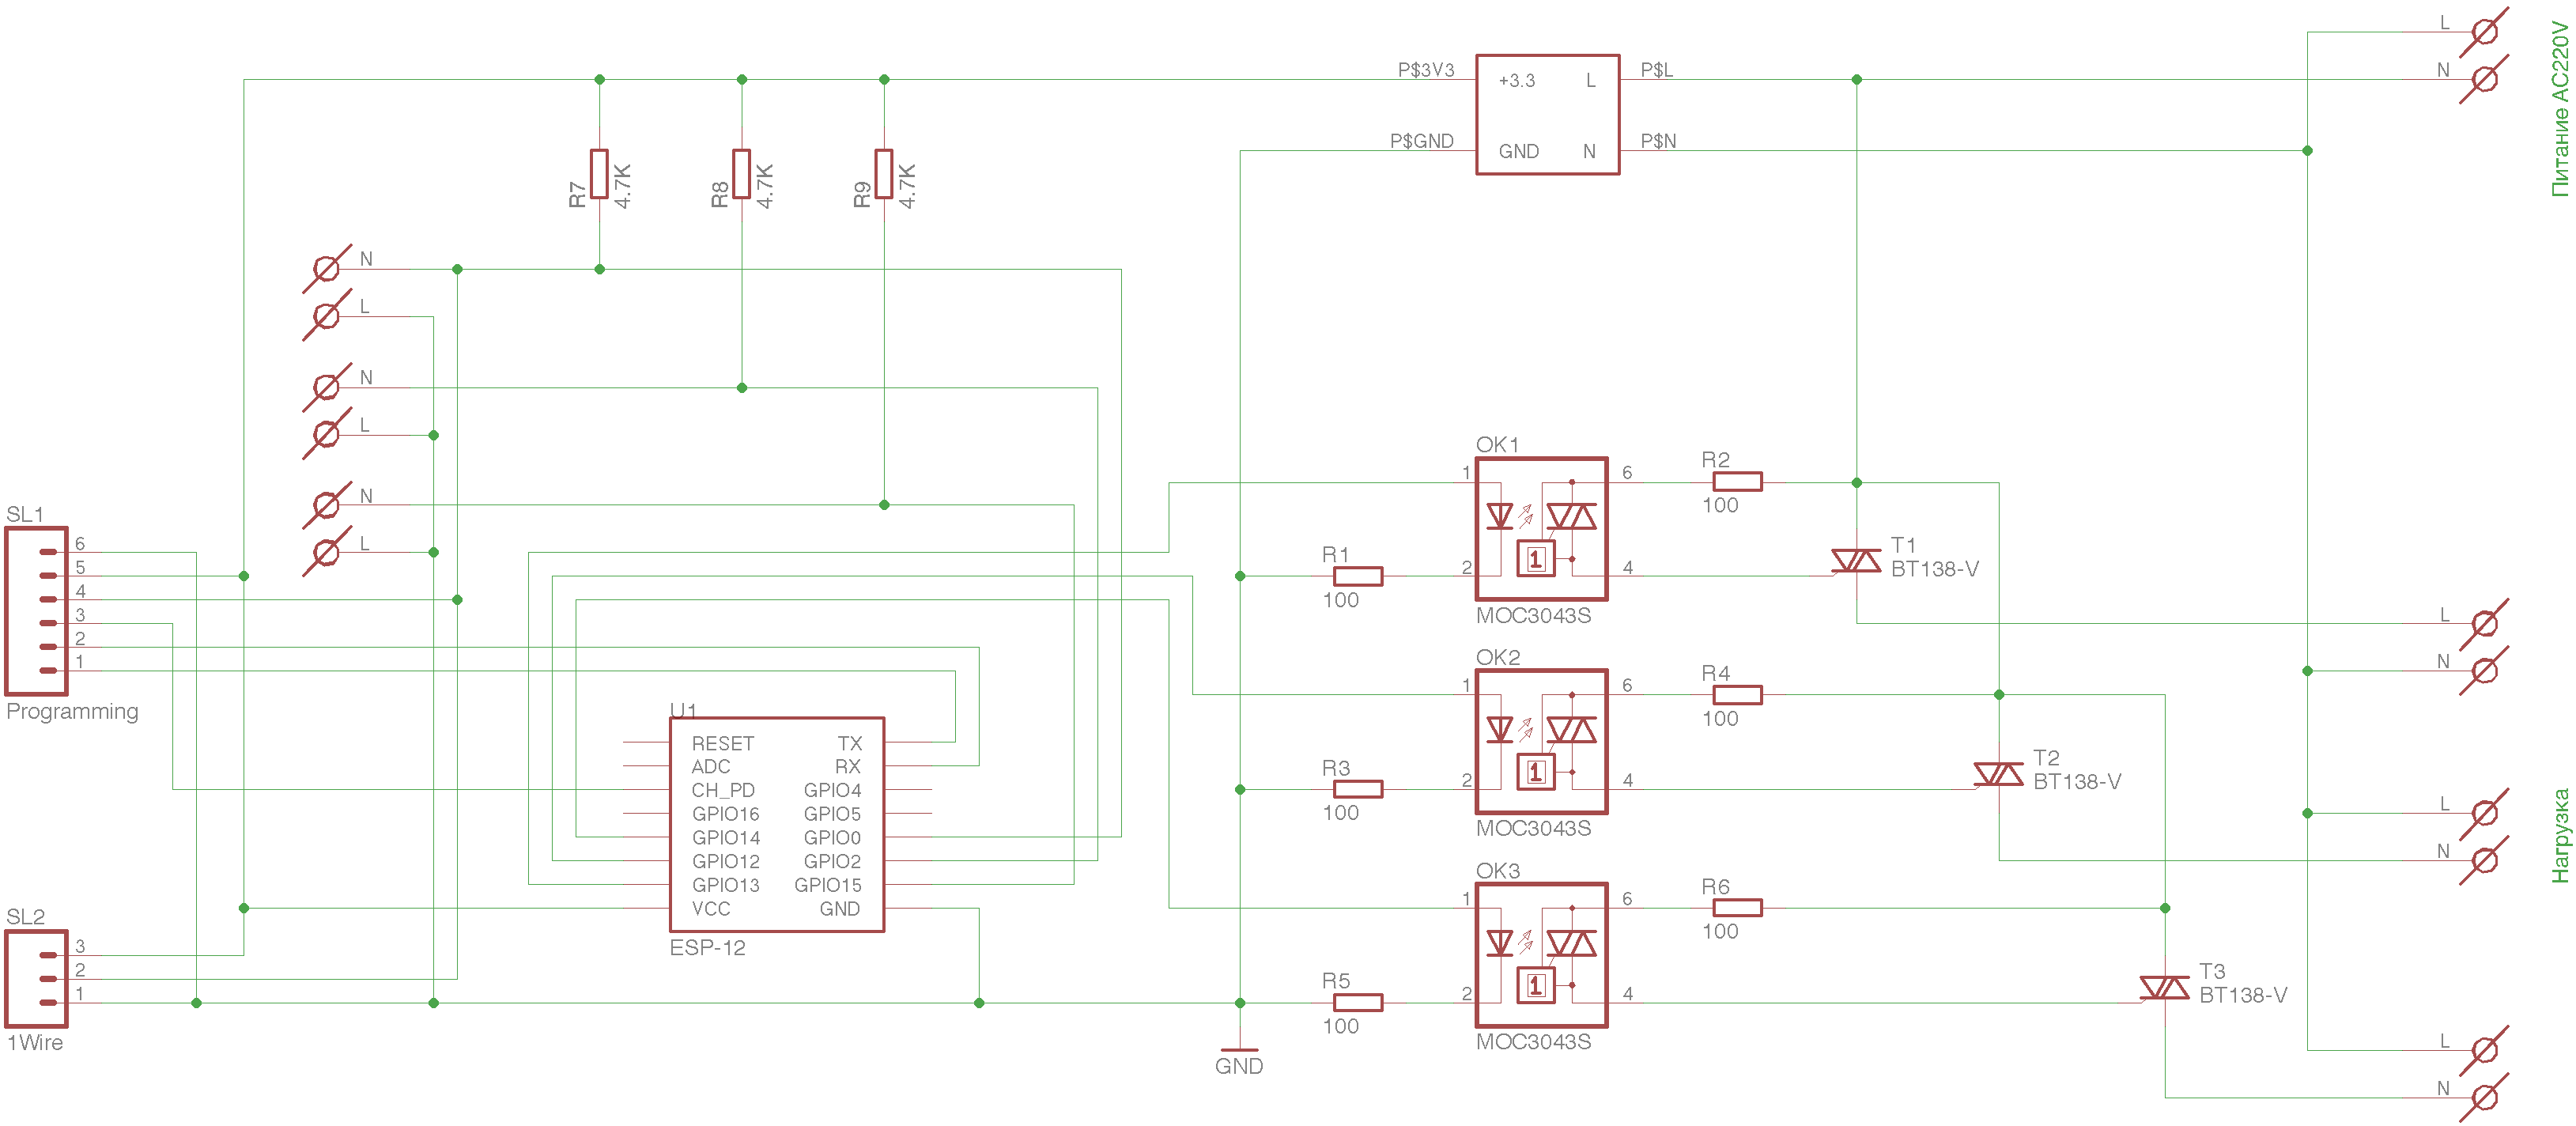 P$3V3
+3.3
L
P$L
P$GND
GND
N
P$N
L
N
Питание AC220V
R7
4.7K
R8
4.7K
R9
4.7K
N
L
N
L
N
L
SL1
6
5
4
3
2
1
Programming
SL2
3
2
1
1Wire
U1
RESET
ADC
CH_PD
GPIO16
GPIO14
GPIO12
GPIO13
VCC
TX
RX
GPIO4
GPIO5
GPIO0
GPIO2
GPIO15
GND
ESP-12
GND
OK1
1
2
6
4
1
MOC3043S
R1
100
R2
100
T1
BT138-V
OK2
1
2
6
4
1
MOC3043S
R3
100
R4
100
T2
BT138-V
OK3
1
2
6
4
1
MOC3043S
R5
100
R6
100
T3
BT138-V
L
N
L
N
L
N
Нагрузка